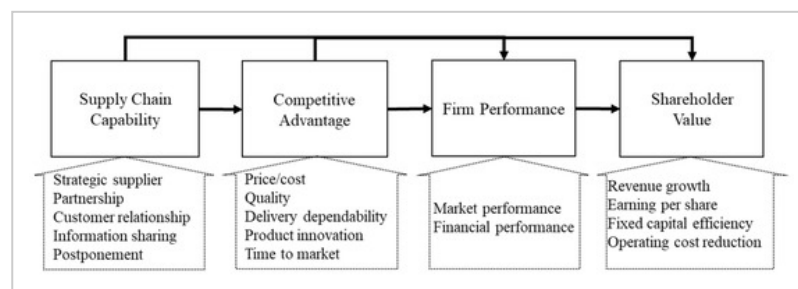 Supply Chain
Capability
Competitive
Advantage
Firm Performance
Shareholder
Value
Strategic supplier
Partnership
Customer relationship
Information sharing
Postponement
Price/cost
Quality
Delivery dependability
Product innovation
Time to market
Market performance
Financial performance
Revenue growth
Earning per share
Fixed capital efficiency
Operating cost reduction